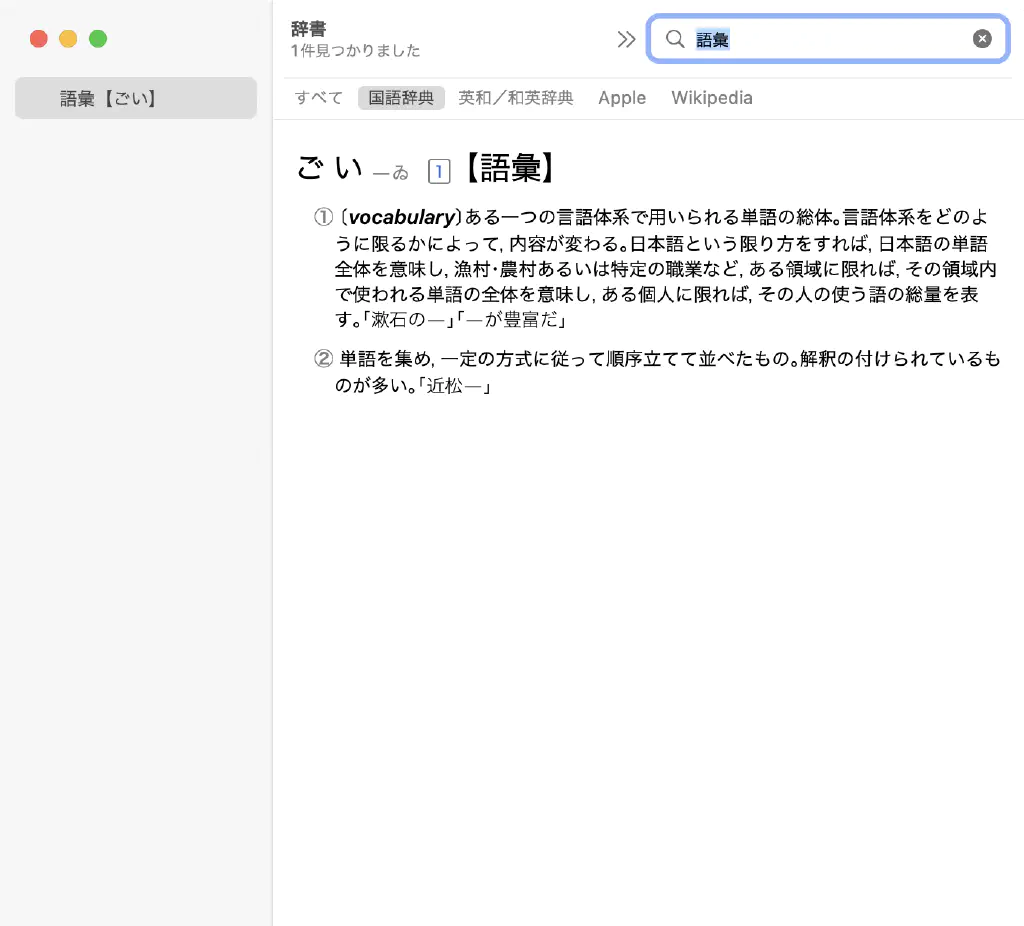 辞書
1件見つかりました
語彙
語彙【ごい】
すべて 国語辞典 英和／和英辞典 Apple Wikipedia
ごい ―ゐ 1 【語彙】
① 〔vocabulary〕ある一つの言語体系で用いられる単語の総体。言語体系をどのよ
うに限るかによって, 内容が変わる。日本語という限り方をすれば, 日本語の単語
全体を意味し, 漁村・農村あるいは特定の職業など, ある領域に限れば, その領域内
で使われる単語の全体を意味し, ある個人に限れば, その人の使う語の総量を表
す。「漱石の―」「―が豊富だ」
② 単語を集め, 一定の方式に従って順序立てて並べたもの。解釈の付けられているも
のが多い。「近松―」